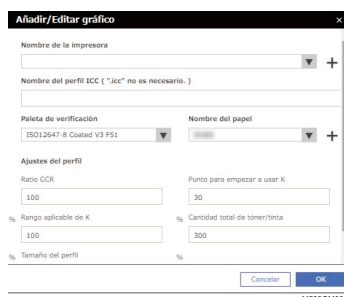 Añadir/Editar gráfico ×
Nombre de la impresora
▼ +
Nombre del perfil ICC ( ".icc" no es necesario. )
Paleta de verificación Nombre del papel
ISO12647-8 Coated V3 F51 ▼ ▼ +
Ajustes del perfil
Ratio GCR Punto para empezar a usar K
100 30
% Rango aplicable de K % Cantidad total de tóner/tinta
100 300
% Tamaño del perfil %
Cancelar OK